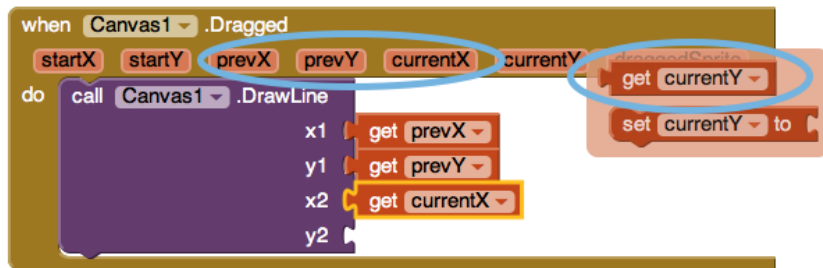 when Canvas1 .Dragged
startX startY prevX prevY currentX currentY draggedSprite
get currentY
do call Canvas1 .DrawLine
set currentY to
x1 get prevX
y1 get prevY
x2 get currentX
y2